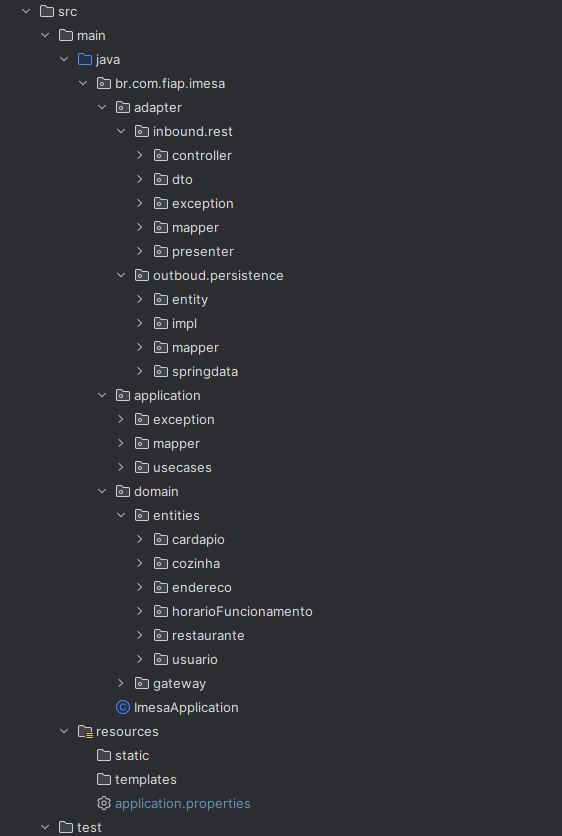 src
main
java
br.com.fiap.imesa
adapter
inbound.rest
controller
dto
exception
mapper
presenter
outboud.persistence
entity
impl
mapper
springdata
application
exception
mapper
usecases
domain
entities
cardapio
cozinha
endereco
horarioFuncionamento
restaurante
usuario
gateway
ImesaApplication
resources
static
templates
application.properties
test